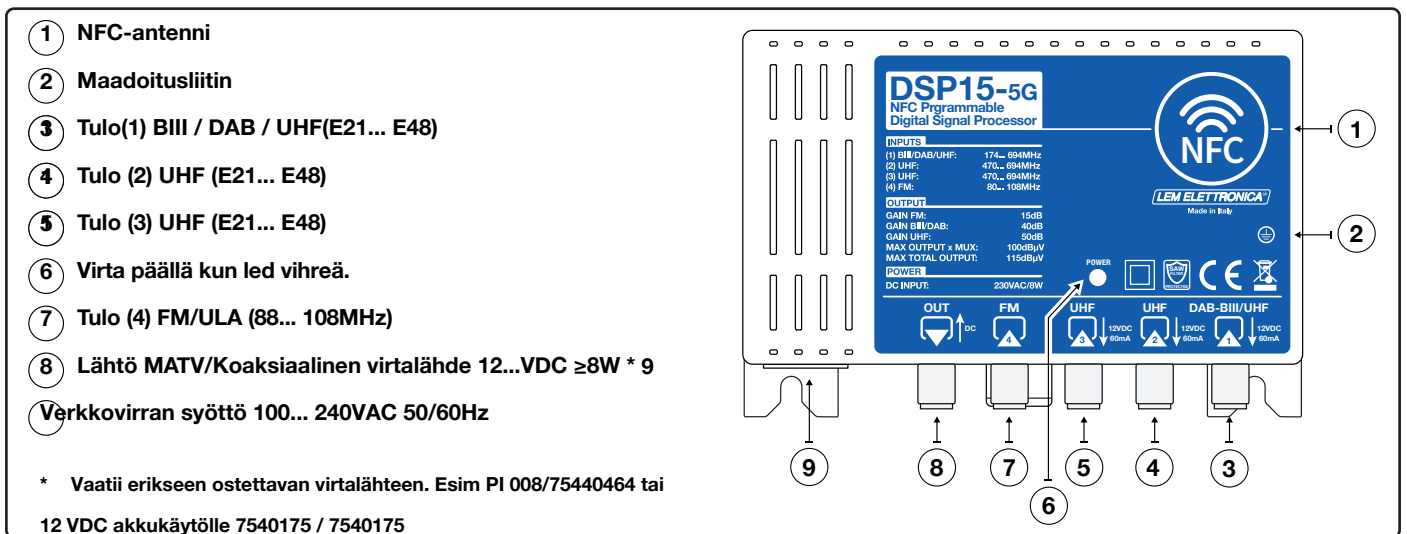 1 NFC-antenni
2 Maadoitusliitin
3 Tulo(1) BIII / DAB / UHF(E21... E48)
4 Tulo (2) UHF (E21... E48)
5 Tulo (3) UHF (E21... E48)
6 Virta päällä kun led vihreä.
7 Tulo (4) FM/ULA (88... 108MHz)
8 Lähtö MATV/Koaksiaalinen virtalähde 12...VDC ≥8W * 9
Verkkovirran syöttö 100... 240VAC 50/60Hz
* Vaatii erikseen ostettavan virtalähteen. Esim PI 008/75440464 tai
12 VDC akkukäytölle 7540175 / 7540175
DSP15-5G
NFC Prgrammable
Digital Signal Processor
INPUTS
(1) BIII/DAB/UHF: 174... 694MHz
(2) UHF: 470... 694MHz
(3) UHF: 470... 694MHz
(4) FM: 80... 108MHz
OUTPUT
GAIN FM: 15dB
GAIN BIII/DAB: 40dB
GAIN UHF: 50dB
MAX OUTPUT x MUX: 100dBµV
MAX TOTAL OUTPUT: 115dBµV
POWER
DC INPUT: 230VAC/8W
NFC
LEM ELETTRONICA®
Made in Italy
POWER
SAW
FILTER
PROTECTED
CE
OUT FM UHF UHF DAB-BIII/UHF
DC 4 3 12VDC 60mA 2 12VDC 60mA 1 12VDC 60mA
1
2
9 8 7 5 4 3
6